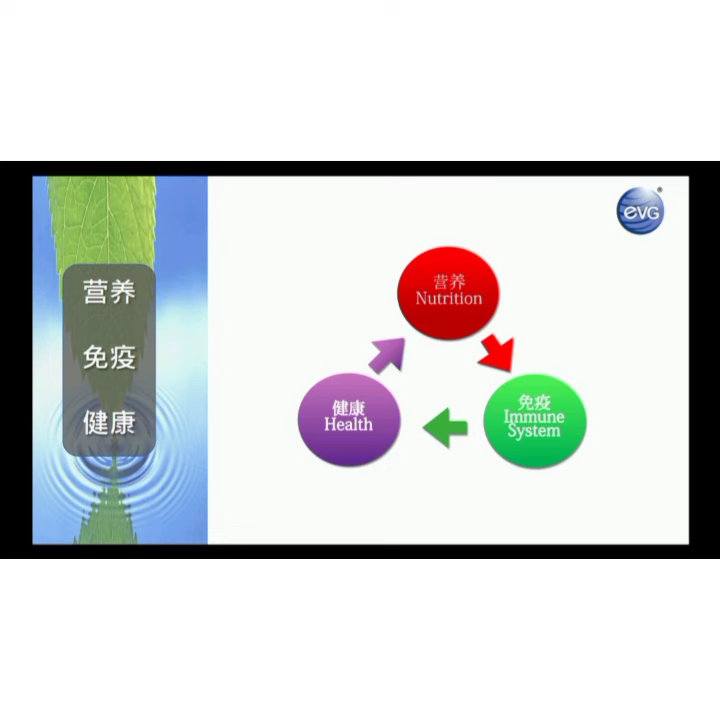 营养
免疫
健康
evG
®
营养
Nutrition
健康
Health
免疫
Immune
System